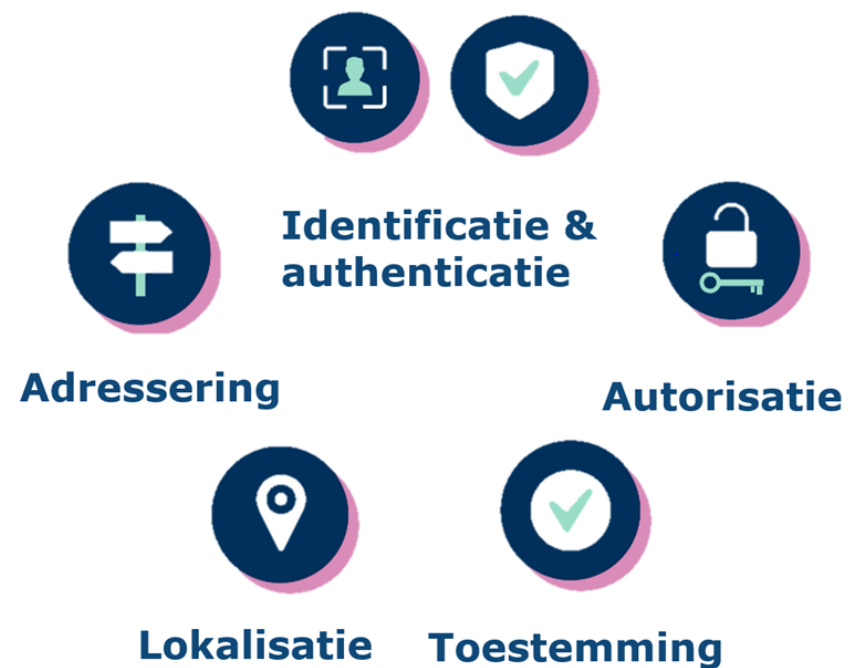 Identificatie &
authenticatie
Adressering
Autorisatie
Lokalisatie
Toestemming